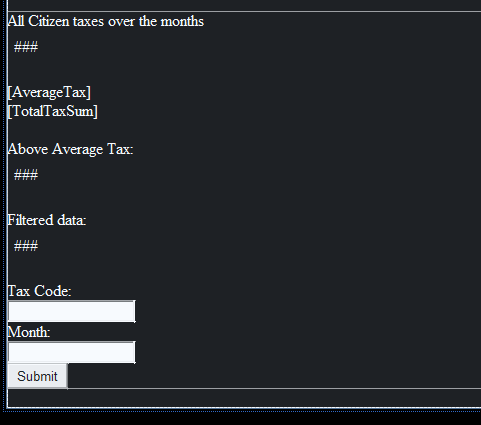 All Citizen taxes over the months
###
[AverageTax]
[TotalTaxSum]
Above Average Tax:
###
Filtered data:
###
Tax Code:
Month:
Submit